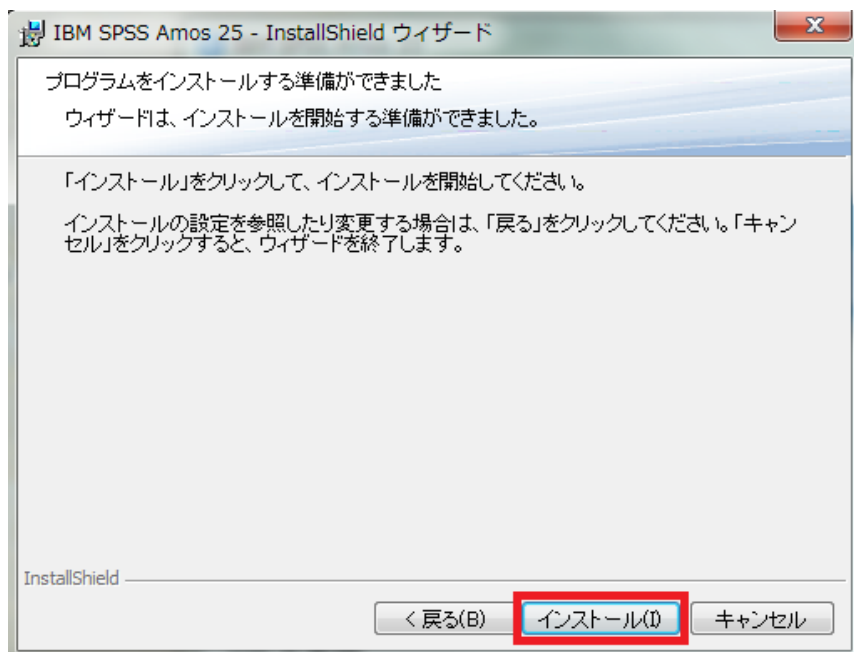 IBM SPSS Amos 25 - InstallShield ウィザード
プログラムをインストールする準備ができました
ウィザードは、インストールを開始する準備ができました。
「インストール」をクリックして、インストールを開始してください。
インストールの設定を参照したり変更する場合は、「戻る」をクリックしてください。「キャン
セル」をクリックすると、ウィザードを終了します。
InstallShield
< 戻る(B) インストール(I) キャンセル